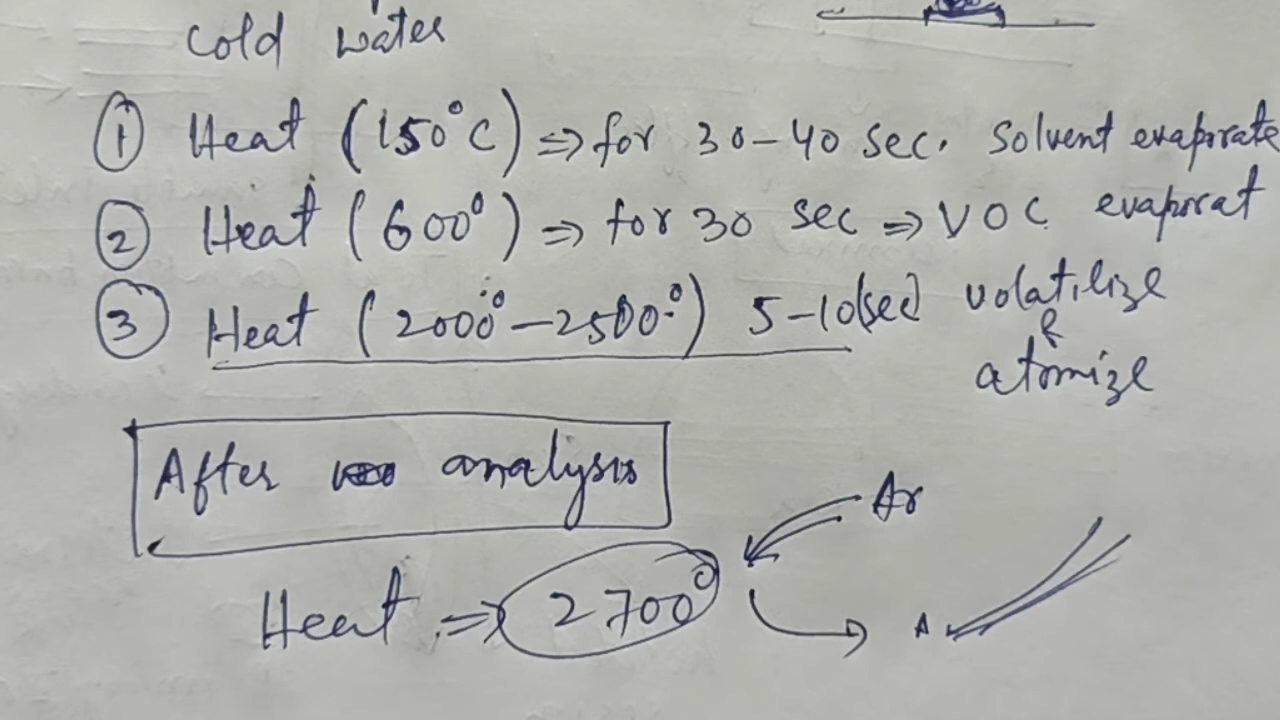 cold water
① Heat (150°C) ⇒ for 30-40 sec. Solvent evaporate
② Heat (600°) ⇒ for 30 sec ⇒ VOC evaporat
③ Heat (2000° - 2500°) 5-10(sec) volatilize
&
atomize
After analysis
Ar
Heat ⇒ 2700°